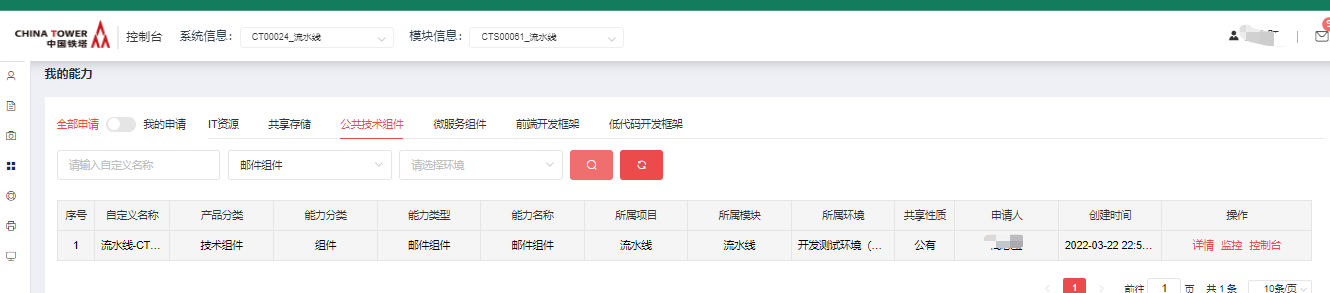 CHINA TOWER 中国铁塔 控制台 系统信息： CT00024_流水线 模块信息： CTS00061_流水线
我的能力
全部申请 我的申请 IT资源 共享存储 公共技术组件 微服务组件 前端开发框架 低代码开发框架
请输入自定义名称 邮件组件 请选择环境
序号 自定义名称 产品分类 能力分类 能力类型 能力名称 所属项目 所属模块 所属环境 共享性质 申请人 创建时间 操作
1 流水线-CT... 技术组件 组件 邮件组件 邮件组件 流水线 流水线 开发测试环境（... 公有 2022-03-22 22:5... 详情 监控 控制台
1 前往 1 页 共 1 条 10条/页